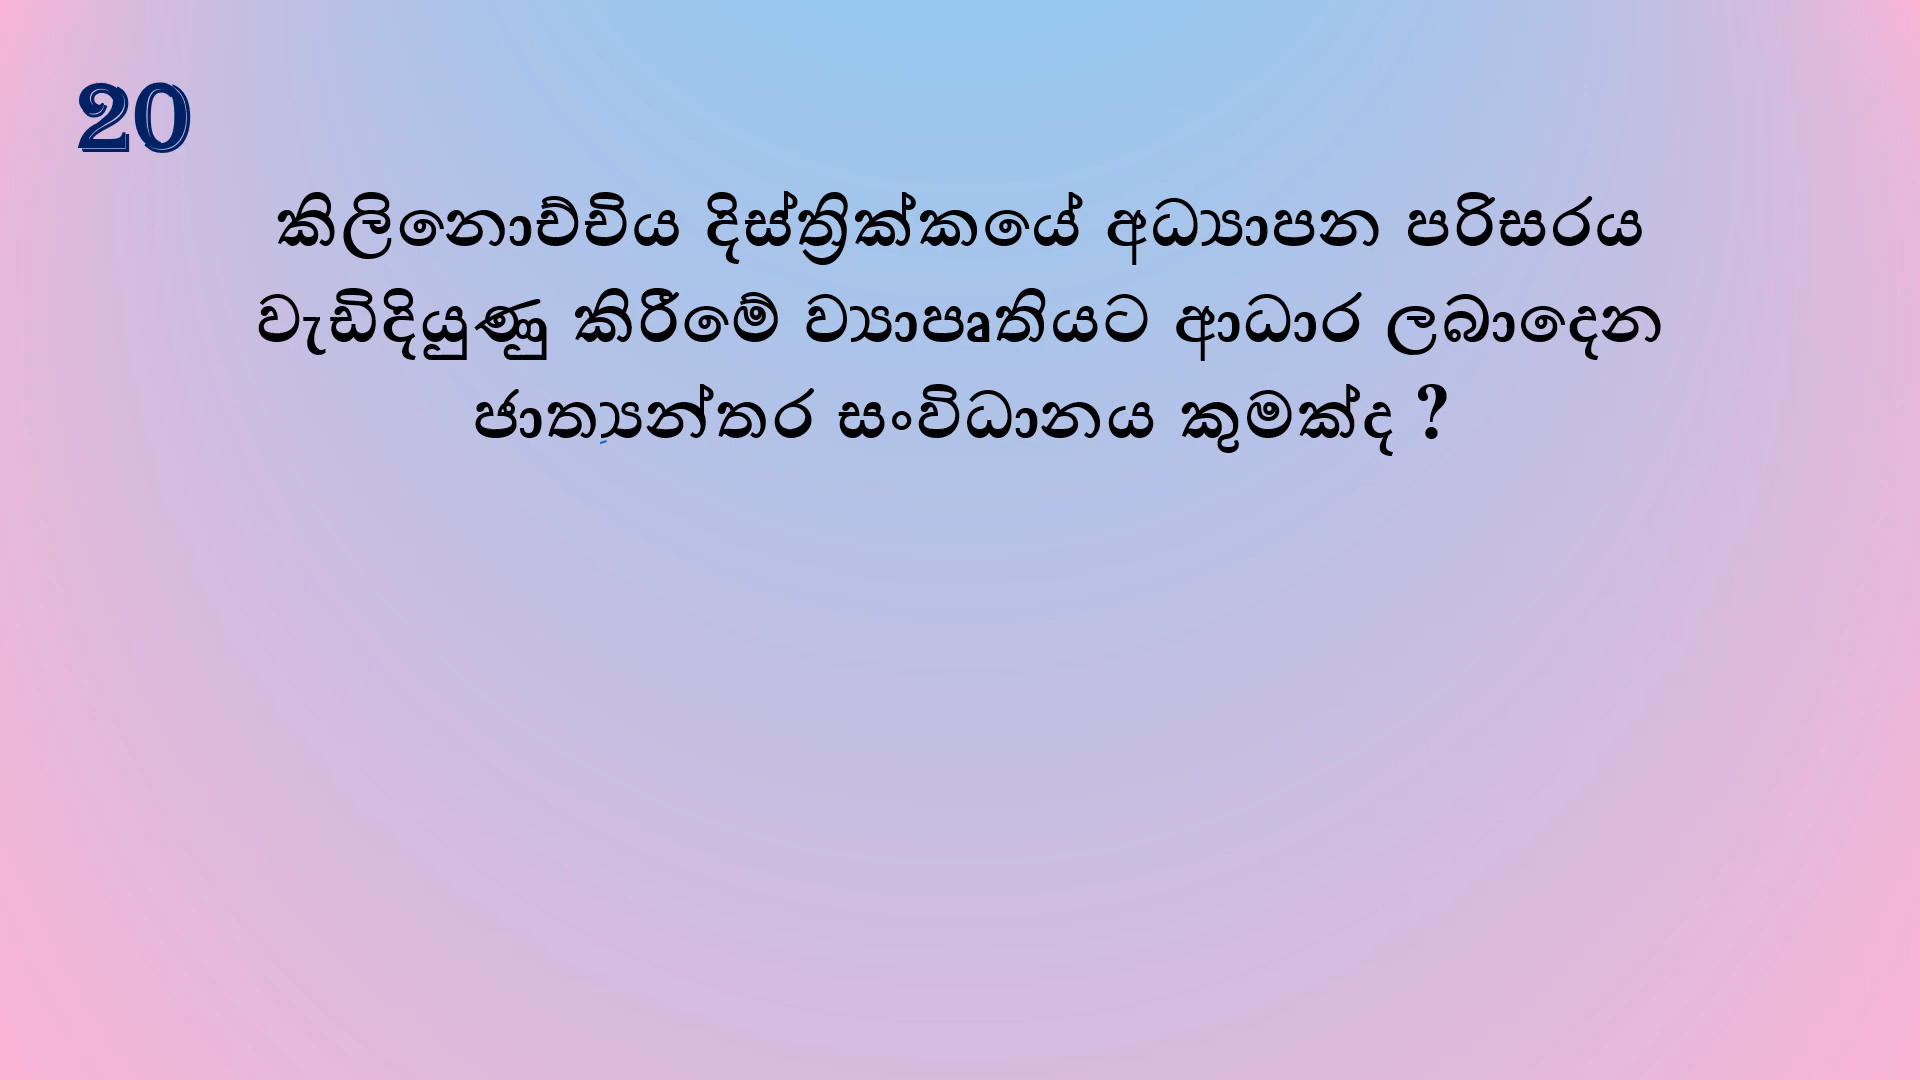 20
කිලිනොච්චිය දිස්ත්‍රික්කයේ අධ්‍යාපන පරිසරය
වැඩිදියුණු කිරීමේ ව්‍යාපෘතියට ආධාර ලබාදෙන
ජාත්‍යන්තර සංවිධානය කුමක්ද ?